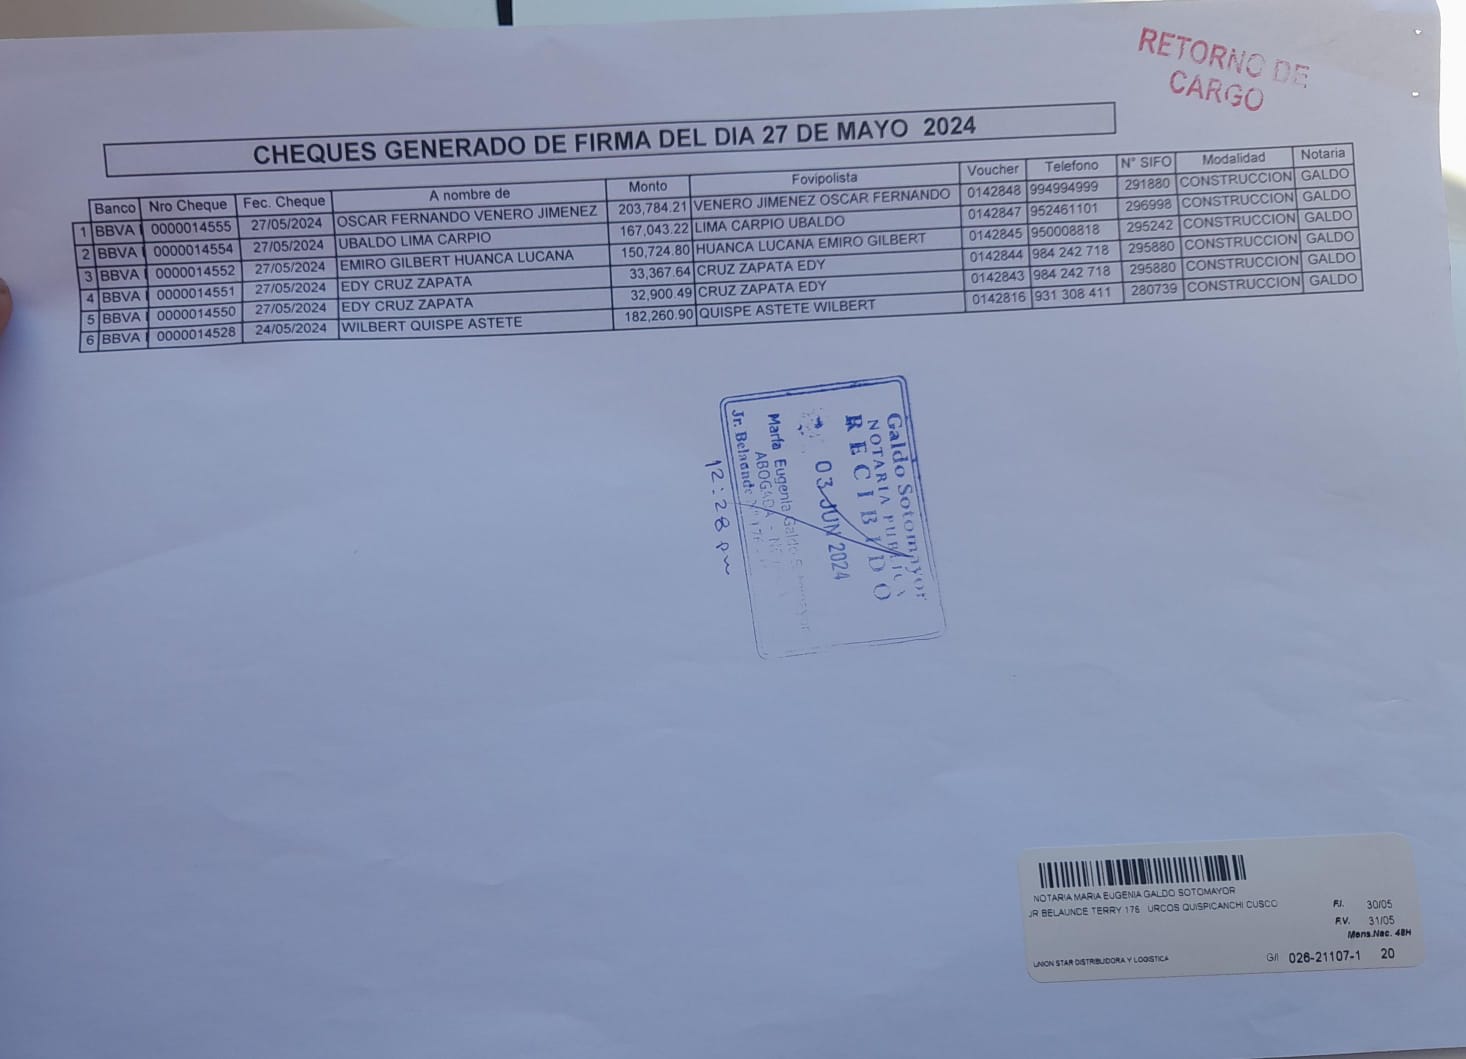 RETORNO DE
CARGO
CHEQUES GENERADO DE FIRMA DEL DIA 27 DE MAYO 2024
Banco Nro Cheque Fec. Cheque A nombre de Monto Fovipolista Voucher Telefono N° SIFO Modalidad Notaria
1 BBVA 0000014555 27/05/2024 OSCAR FERNANDO VENERO JIMENEZ 203,784.21 VENERO JIMENEZ OSCAR FERNANDO 0142848 994994999 291880 CONSTRUCCION GALDO
2 BBVA 0000014554 27/05/2024 UBALDO LIMA CARPIO 167,043.22 LIMA CARPIO UBALDO 0142847 952461101 296998 CONSTRUCCION GALDO
3 BBVA 0000014552 27/05/2024 EMIRO GILBERT HUANCA LUCANA 150,724.80 HUANCA LUCANA EMIRO GILBERT 0142845 950008818 295242 CONSTRUCCION GALDO
4 BBVA 0000014551 27/05/2024 EDY CRUZ ZAPATA 33,367.64 CRUZ ZAPATA EDY 0142844 984 242 718 295880 CONSTRUCCION GALDO
5 BBVA 0000014550 27/05/2024 EDY CRUZ ZAPATA 32,900.49 CRUZ ZAPATA EDY 0142843 984 242 718 295880 CONSTRUCCION GALDO
6 BBVA 0000014528 24/05/2024 WILBERT QUISPE ASTETE 182,260.90 QUISPE ASTETE WILBERT 0142816 931 308 411 280739 CONSTRUCCION GALDO
Galdo Sotomayor
NOTARIA PUBLICA
RECIBIDO
03 JUN 2024
María Eugenia Galdo Sotomayor
ABOGADA -
Jr. Belaunde N° 176
12:28 pm
NOTARIA MARIA EUGENIA GALDO SOTOMAYOR
JR BELAUNDE TERRY 176 URCOS QUISPICANCHI CUSCO
F.I. 30/05
F.V. 31/05
Mens.Nac. 48H
UNION STAR DISTRIBUIDORA Y LOGISTICA
G/I 026-21107-1 20